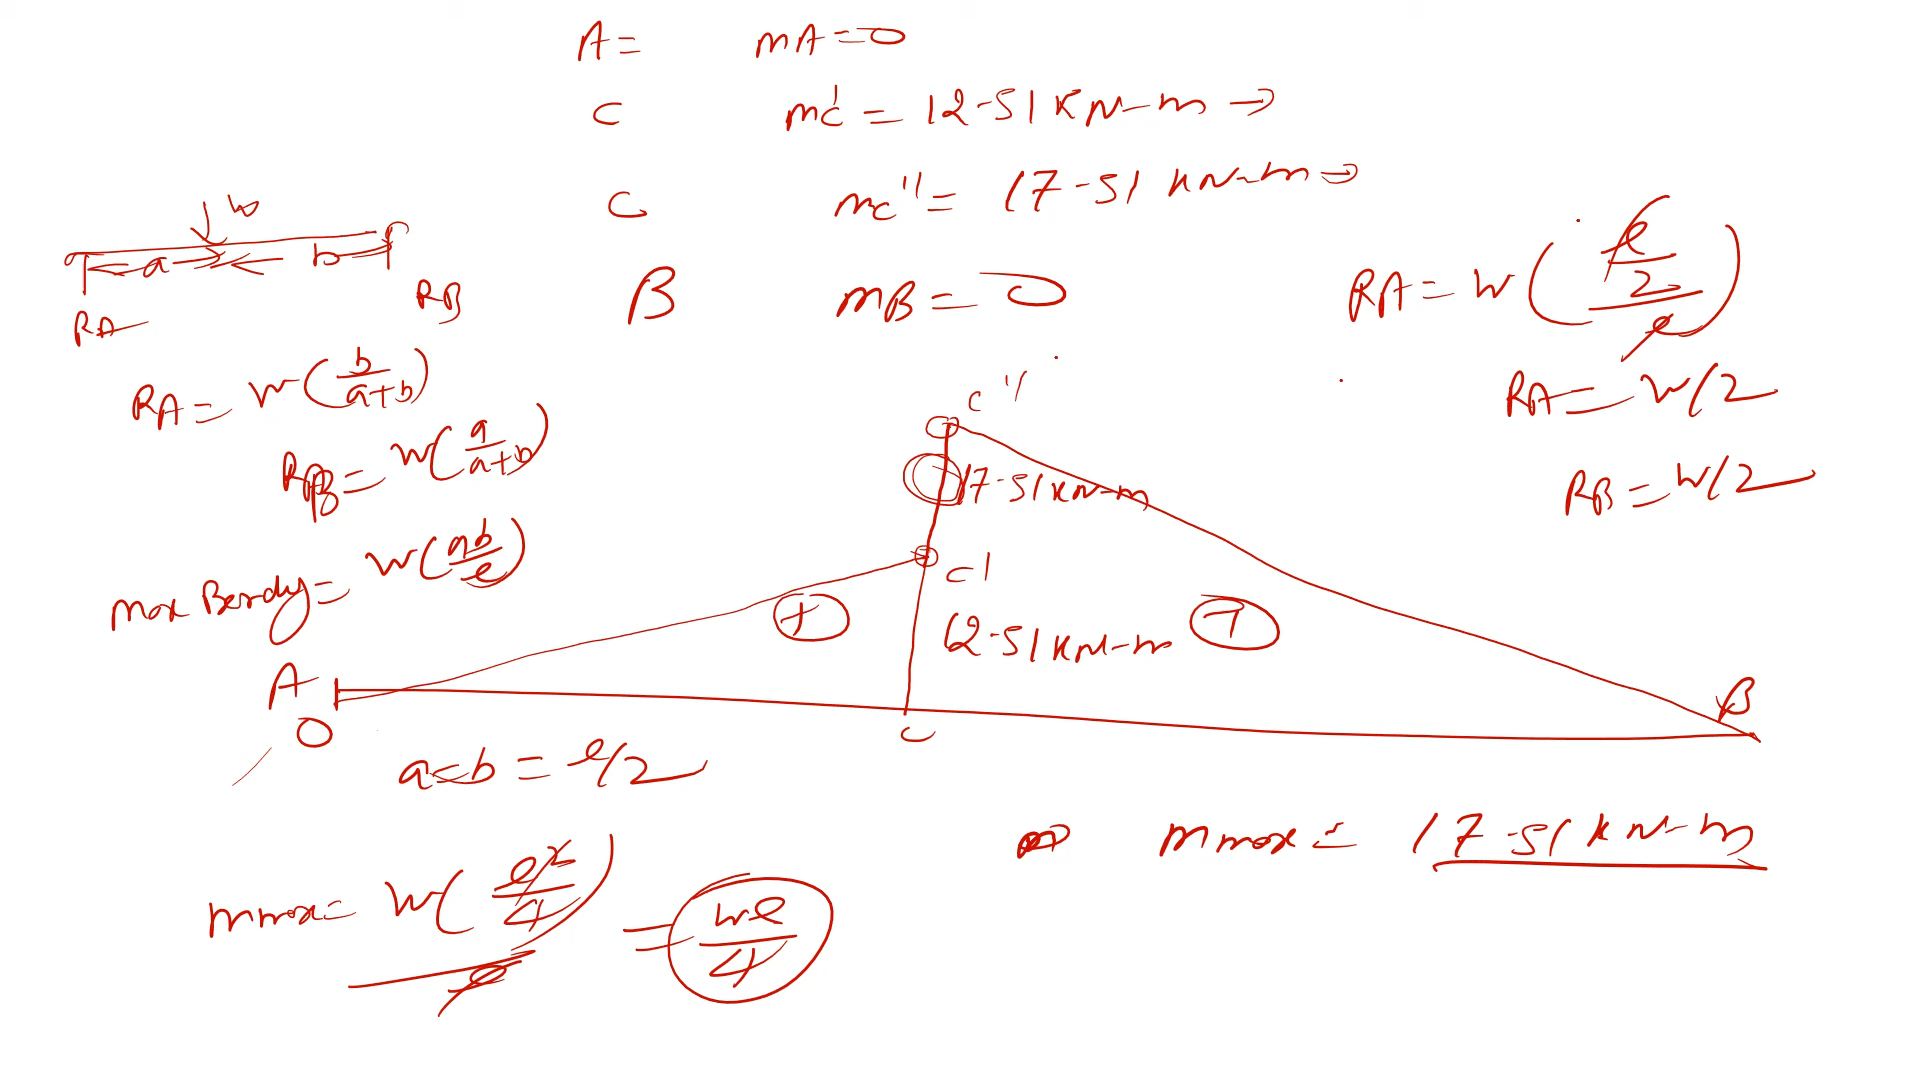 A= mA=0
C mc' = 12.51 KN-m →
C mc'' = 17.51 KN-m →
B mB = 0
W
a b
RA RB
RA = W(b/(a+b))
RB = W(a/(a+b))
max Bending = W(ab/l)
RA = W((l/2)/l)
RA = W/2
RB = W/2
C''
17.51 KN-m
C'
12.51 KN-m
+ +
A B
O C
a=b = l/2
m max = 17.51 KN-m
m max = W(l²/4)/l = Wl/4